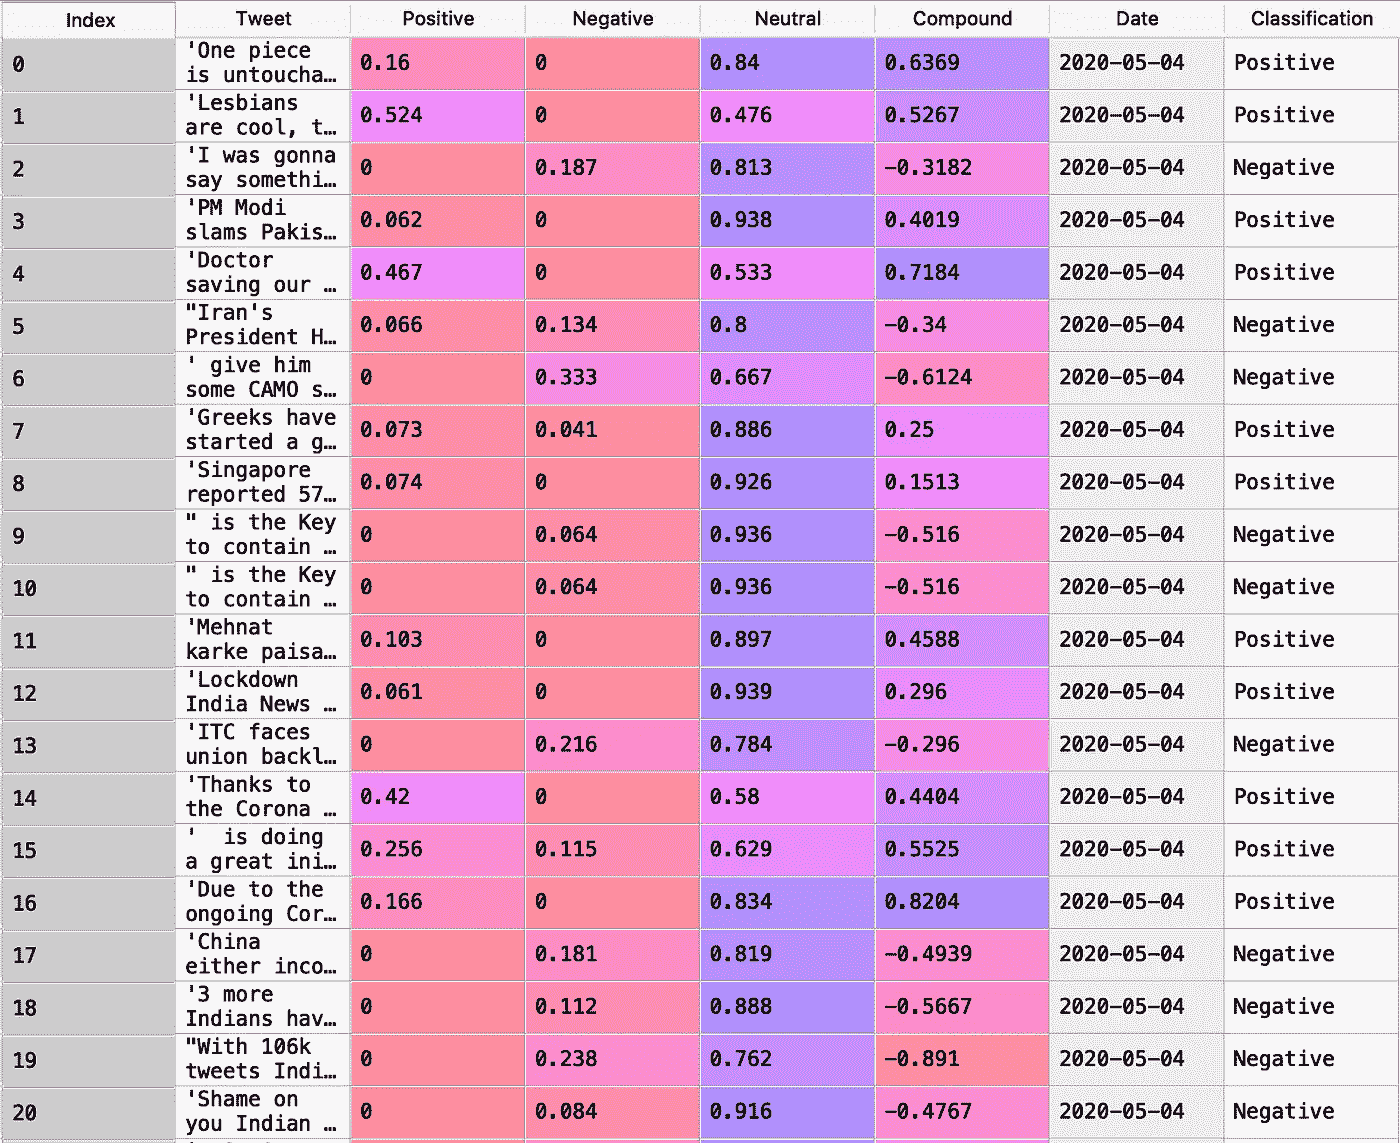 Index Tweet Positive Negative Neutral Compound Date Classification
0 'One piece is untoucha… 0.16 0 0.84 0.6369 2020-05-04 Positive
1 'Lesbians are cool, t… 0.524 0 0.476 0.5267 2020-05-04 Positive
2 'I was gonna say somethi… 0 0.187 0.813 -0.3182 2020-05-04 Negative
3 'PM Modi slams Pakis… 0.062 0 0.938 0.4019 2020-05-04 Positive
4 'Doctor saving our … 0.467 0 0.533 0.7184 2020-05-04 Positive
5 "Iran's President H… 0.066 0.134 0.8 -0.34 2020-05-04 Negative
6 ' give him some CAMO s… 0 0.333 0.667 -0.6124 2020-05-04 Negative
7 'Greeks have started a g… 0.073 0.041 0.886 0.25 2020-05-04 Positive
8 'Singapore reported 57… 0.074 0 0.926 0.1513 2020-05-04 Positive
9 " is the Key to contain … 0 0.064 0.936 -0.516 2020-05-04 Negative
10 " is the Key to contain … 0 0.064 0.936 -0.516 2020-05-04 Negative
11 'Mehnat karke paisa… 0.103 0 0.897 0.4588 2020-05-04 Positive
12 'Lockdown India News … 0.061 0 0.939 0.296 2020-05-04 Positive
13 'ITC faces union backl… 0 0.216 0.784 -0.296 2020-05-04 Negative
14 'Thanks to the Corona … 0.42 0 0.58 0.4404 2020-05-04 Positive
15 ' is doing a great ini… 0.256 0.115 0.629 0.5525 2020-05-04 Positive
16 'Due to the ongoing Cor… 0.166 0 0.834 0.8204 2020-05-04 Positive
17 'China either inco… 0 0.181 0.819 -0.4939 2020-05-04 Negative
18 '3 more Indians hav… 0 0.112 0.888 -0.5667 2020-05-04 Negative
19 "With 106k tweets Indi… 0 0.238 0.762 -0.891 2020-05-04 Negative
20 'Shame on you Indian … 0 0.084 0.916 -0.4767 2020-05-04 Negative